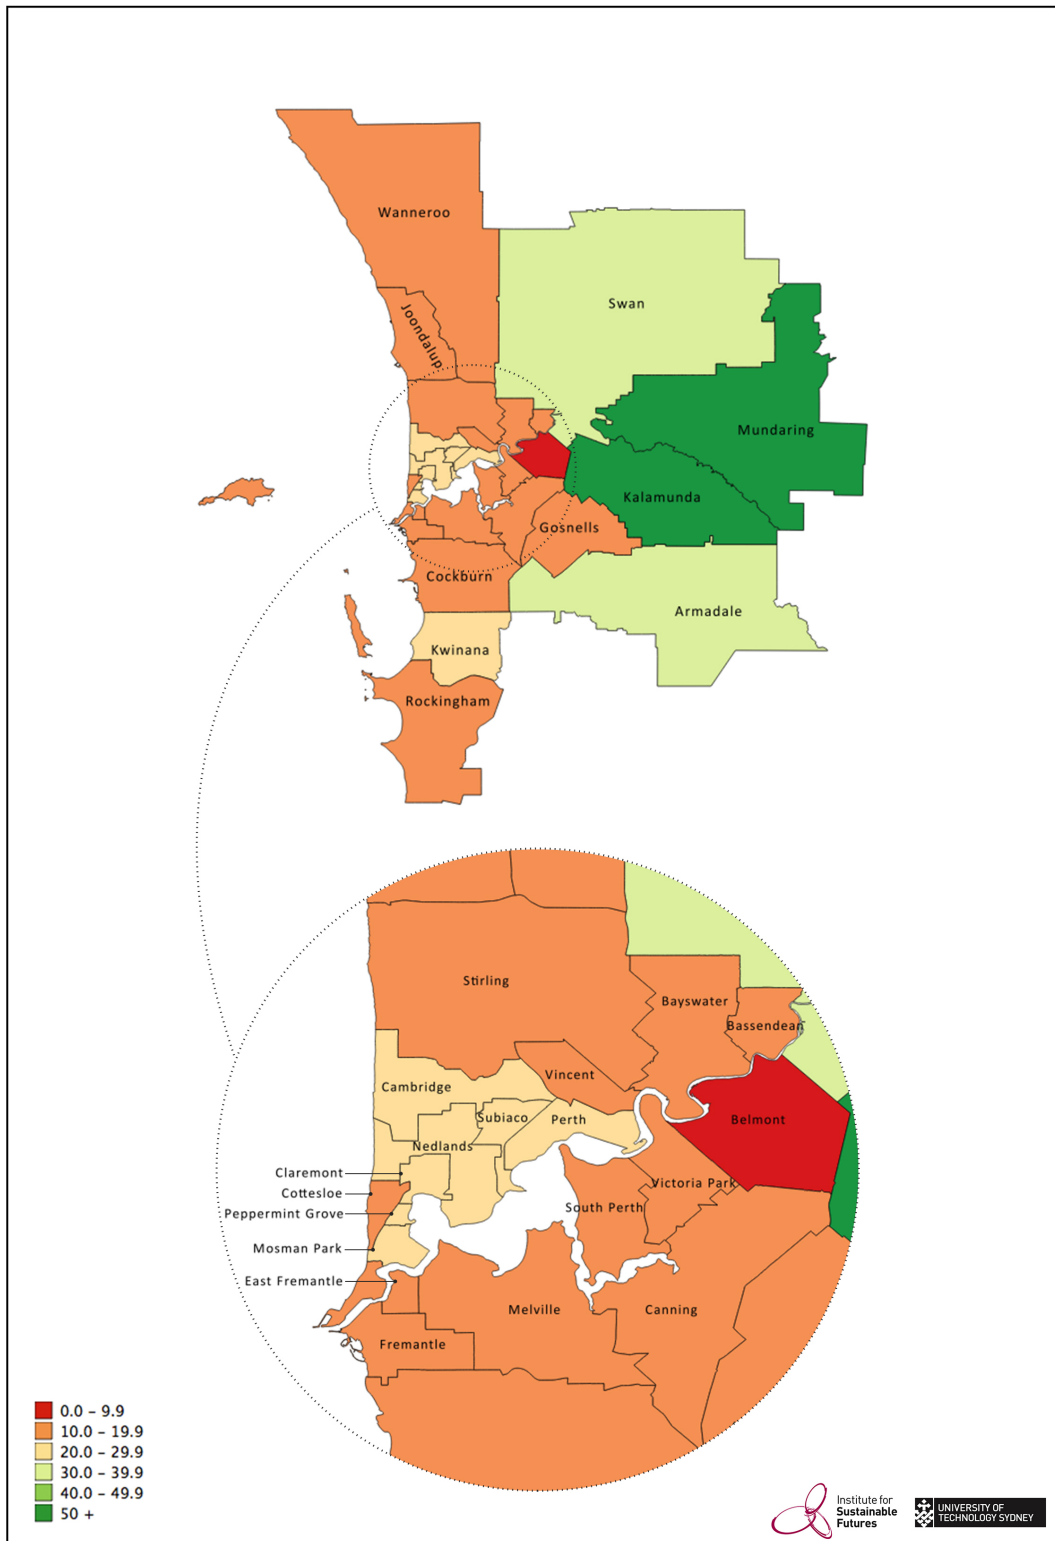 Wanneroo
Swan
Joondalup
Mundaring
Kalamunda
Gosnells
Cockburn
Armadale
Kwinana
Rockingham
Stirling
Bayswater
Bassendean
Vincent
Cambridge
Subiaco
Perth
Belmont
Nedlands
Claremont
Victoria Park
Cottesloe
South Perth
Peppermint Grove
Mosman Park
East Fremantle
Melville
Canning
Fremantle
0.0 – 9.9
10.0 – 19.9
20.0 – 29.9
30.0 – 39.9
40.0 – 49.9
50 +
Institute for
Sustainable
Futures
UNIVERSITY OF
TECHNOLOGY SYDNEY